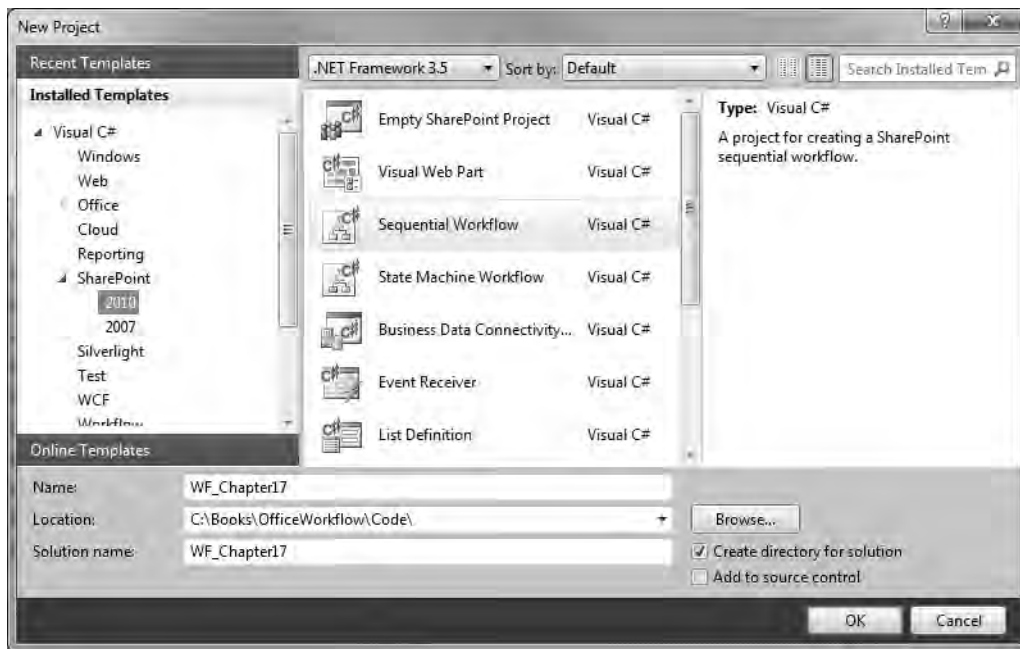 New Project
Recent Templates
Installed Templates
Visual C#
Windows
Web
Office
Cloud
Reporting
SharePoint
2010
2007
Silverlight
Test
WCF
Workflow
Online Templates
.NET Framework 3.5
Sort by: Default
Search Installed Tem
Empty SharePoint Project Visual C#
Visual Web Part Visual C#
Sequential Workflow Visual C#
State Machine Workflow Visual C#
Business Data Connectivity... Visual C#
Event Receiver Visual C#
List Definition Visual C#
Type: Visual C#
A project for creating a SharePoint
sequential workflow.
Name: WF_Chapter17
Location: C:\Books\OfficeWorkflow\Code\
Browse...
Solution name: WF_Chapter17
Create directory for solution
Add to source control
OK
Cancel